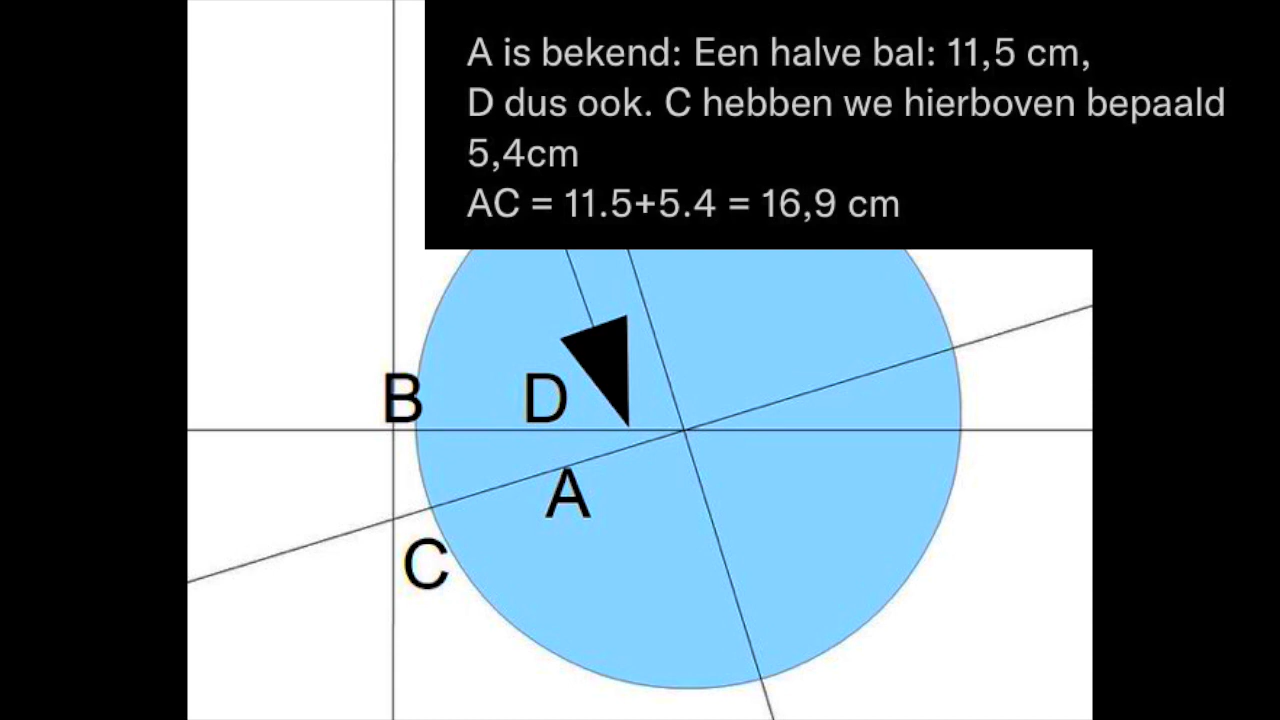 A is bekend: Een halve bal: 11,5 cm,
D dus ook. C hebben we hierboven bepaald
5,4cm
AC = 11.5+5.4 = 16,9 cm
B
D
A
C